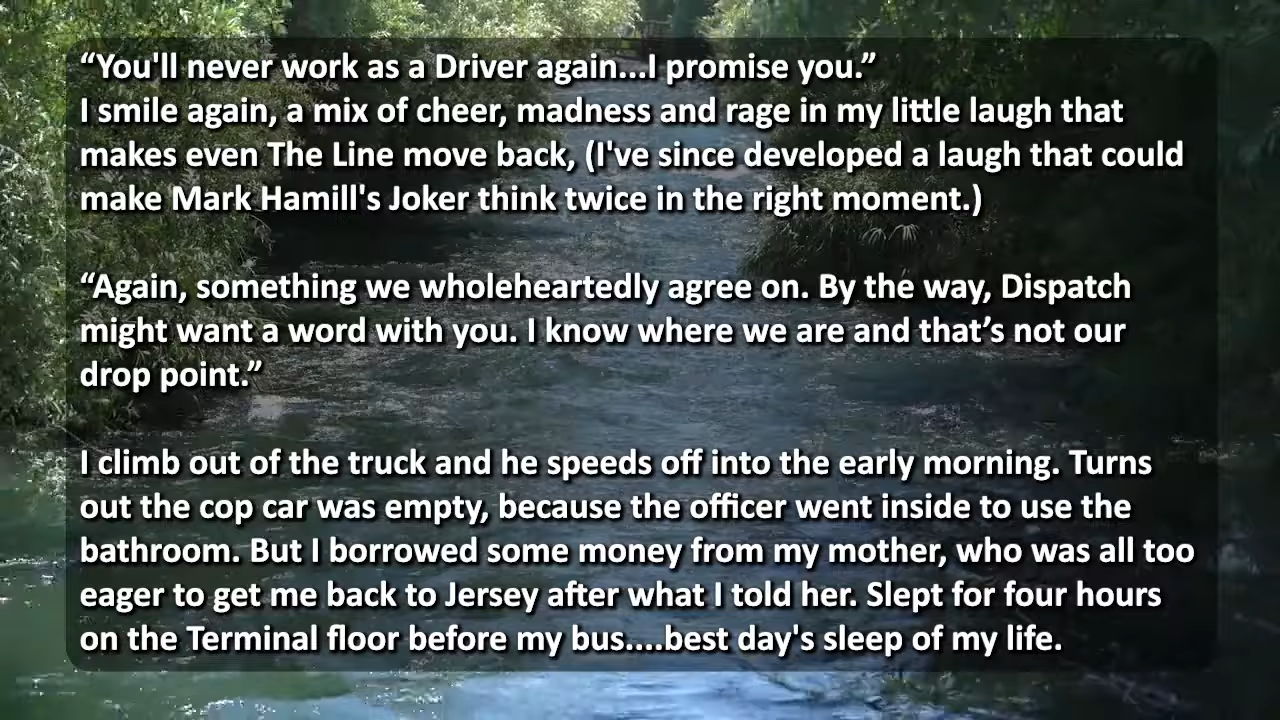 “You'll never work as a Driver again...I promise you.”
I smile again, a mix of cheer, madness and rage in my little laugh that
makes even The Line move back, (I've since developed a laugh that could
make Mark Hamill's Joker think twice in the right moment.)
“Again, something we wholeheartedly agree on. By the way, Dispatch
might want a word with you. I know where we are and that’s not our
drop point.”
I climb out of the truck and he speeds off into the early morning. Turns
out the cop car was empty, because the officer went inside to use the
bathroom. But I borrowed some money from my mother, who was all too
eager to get me back to Jersey after what I told her. Slept for four hours
on the Terminal floor before my bus....best day's sleep of my life.